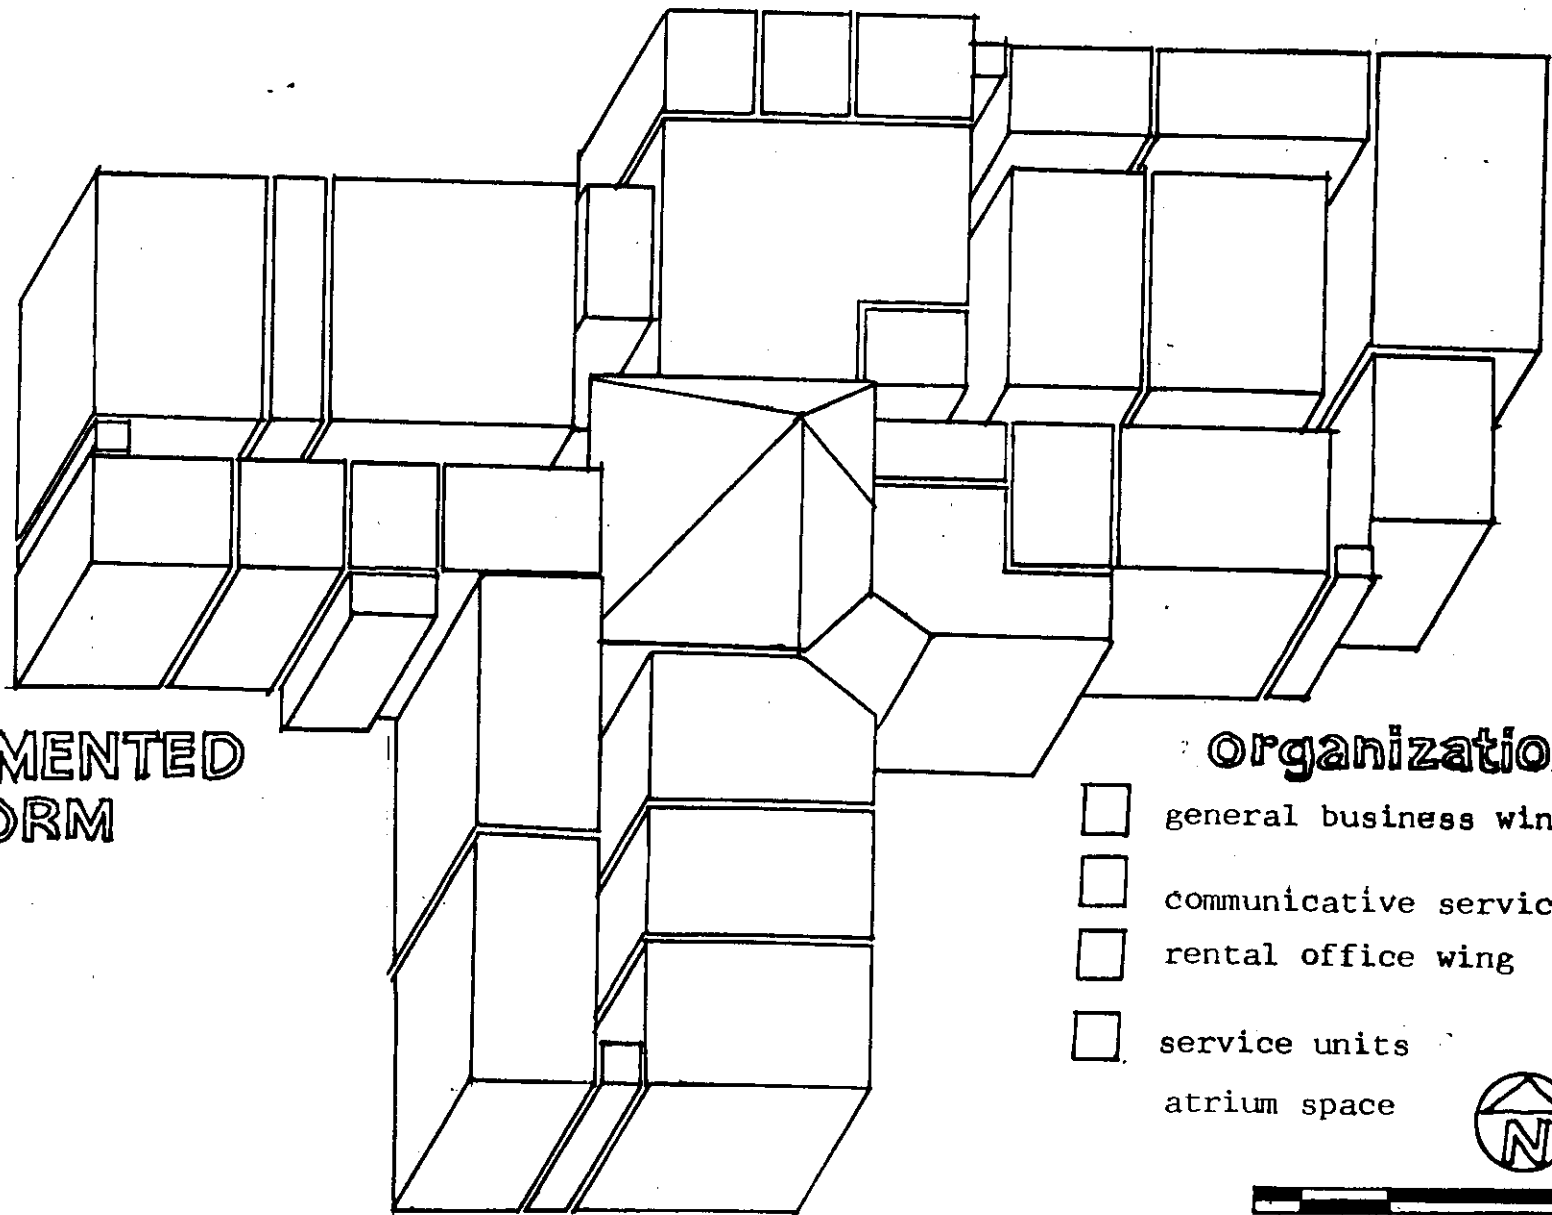 MENTED
ORM
organizatio
general business win
communicative servic
rental office wing
service units
atrium space
N